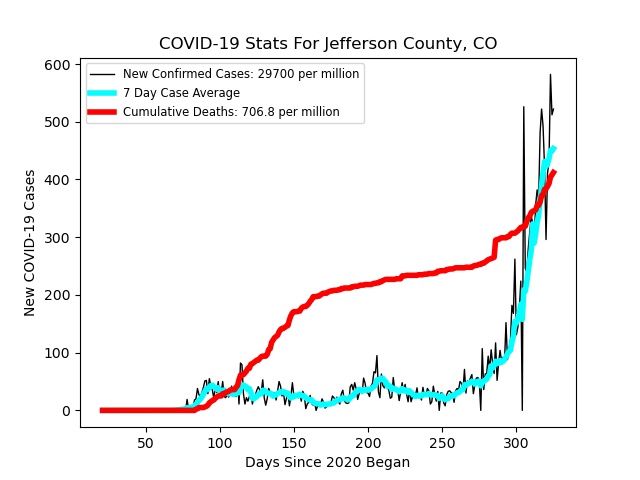 COVID-19 Stats For Jefferson County, CO
New Confirmed Cases: 29700 per million
7 Day Case Average
Cumulative Deaths: 706.8 per million
New COVID-19 Cases
600
500
400
300
200
100
0
50 100 150 200 250 300
Days Since 2020 Began